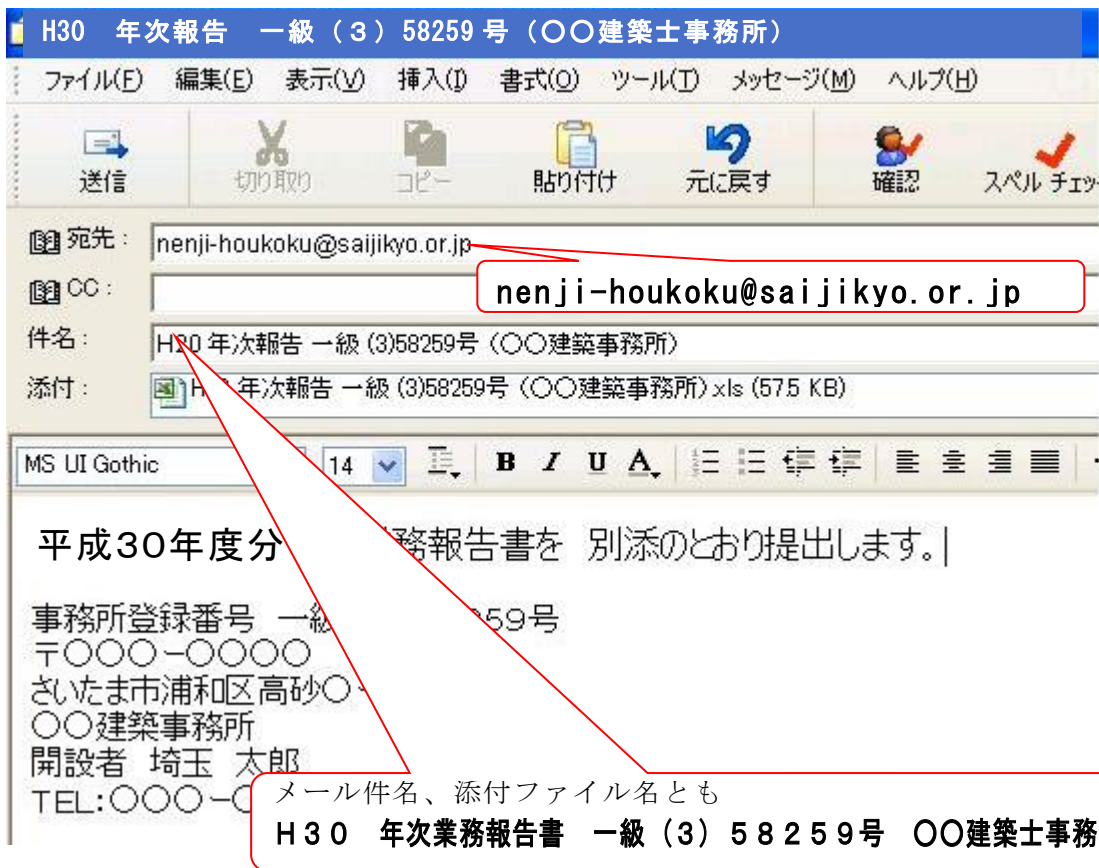 H30　年次報告　一級（３）58259号（〇〇建築士事務所）
ファイル(F) 編集(E) 表示(V) 挿入(I) 書式(O) ツール(T) メッセージ(M) ヘルプ(H)
送信 切り取り コピー 貼り付け 元に戻す 確認 スペル チェッ
宛先： nenji-houkoku@saijikyo.or.jp
nenji-houkoku@saijikyo.or.jp
CC：
件名： H20 年次報告 一級 (3)58259号 （〇〇建築事務所）
添付： 年次報告 一級 (3)58259号 （〇〇建築事務所）.xls (57.5 KB)
MS UI Gothic 14 B I U A
平成３０年度分 務報告書を 別添のとおり提出します。
事務所登録番号　一級 ５９号
〒〇〇〇－〇〇〇〇
さいたま市浦和区高砂〇
〇〇建築事務所
開設者　埼玉　太郎
TEL:〇〇〇－
メール件名、添付ファイル名とも
Ｈ３０　年次業務報告書　一級（３）５８２５９号　〇〇建築士事務